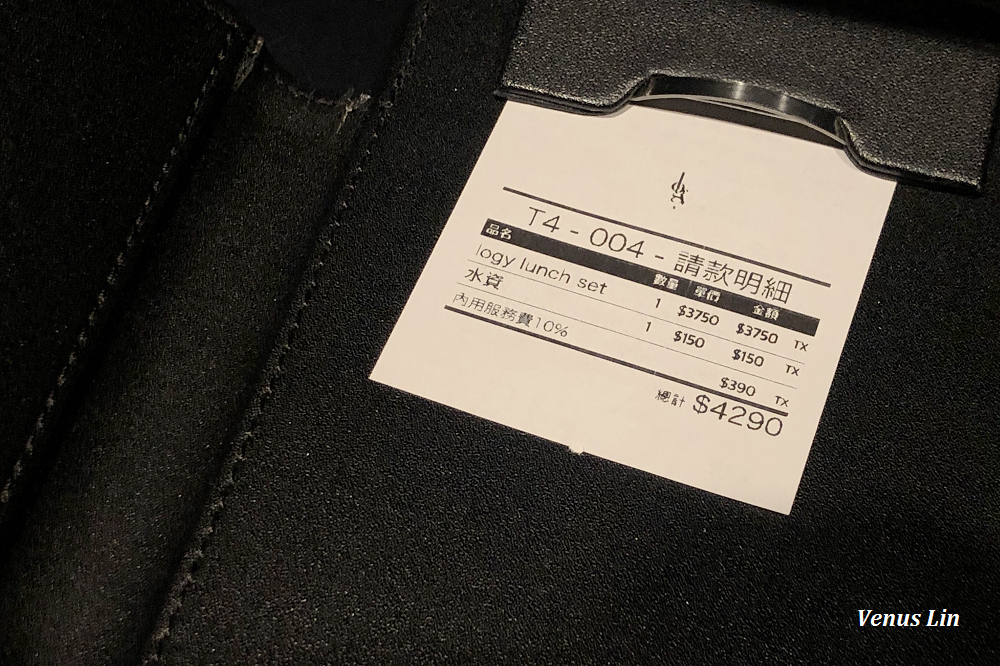 T4 - 004 - 請款明細
品名 數量 單價 金額
logy lunch set 1 $3750 $3750 TX
水資 1 $150 $150 TX
內用服務費10% $390 TX
總計 $4290
Venus Lin